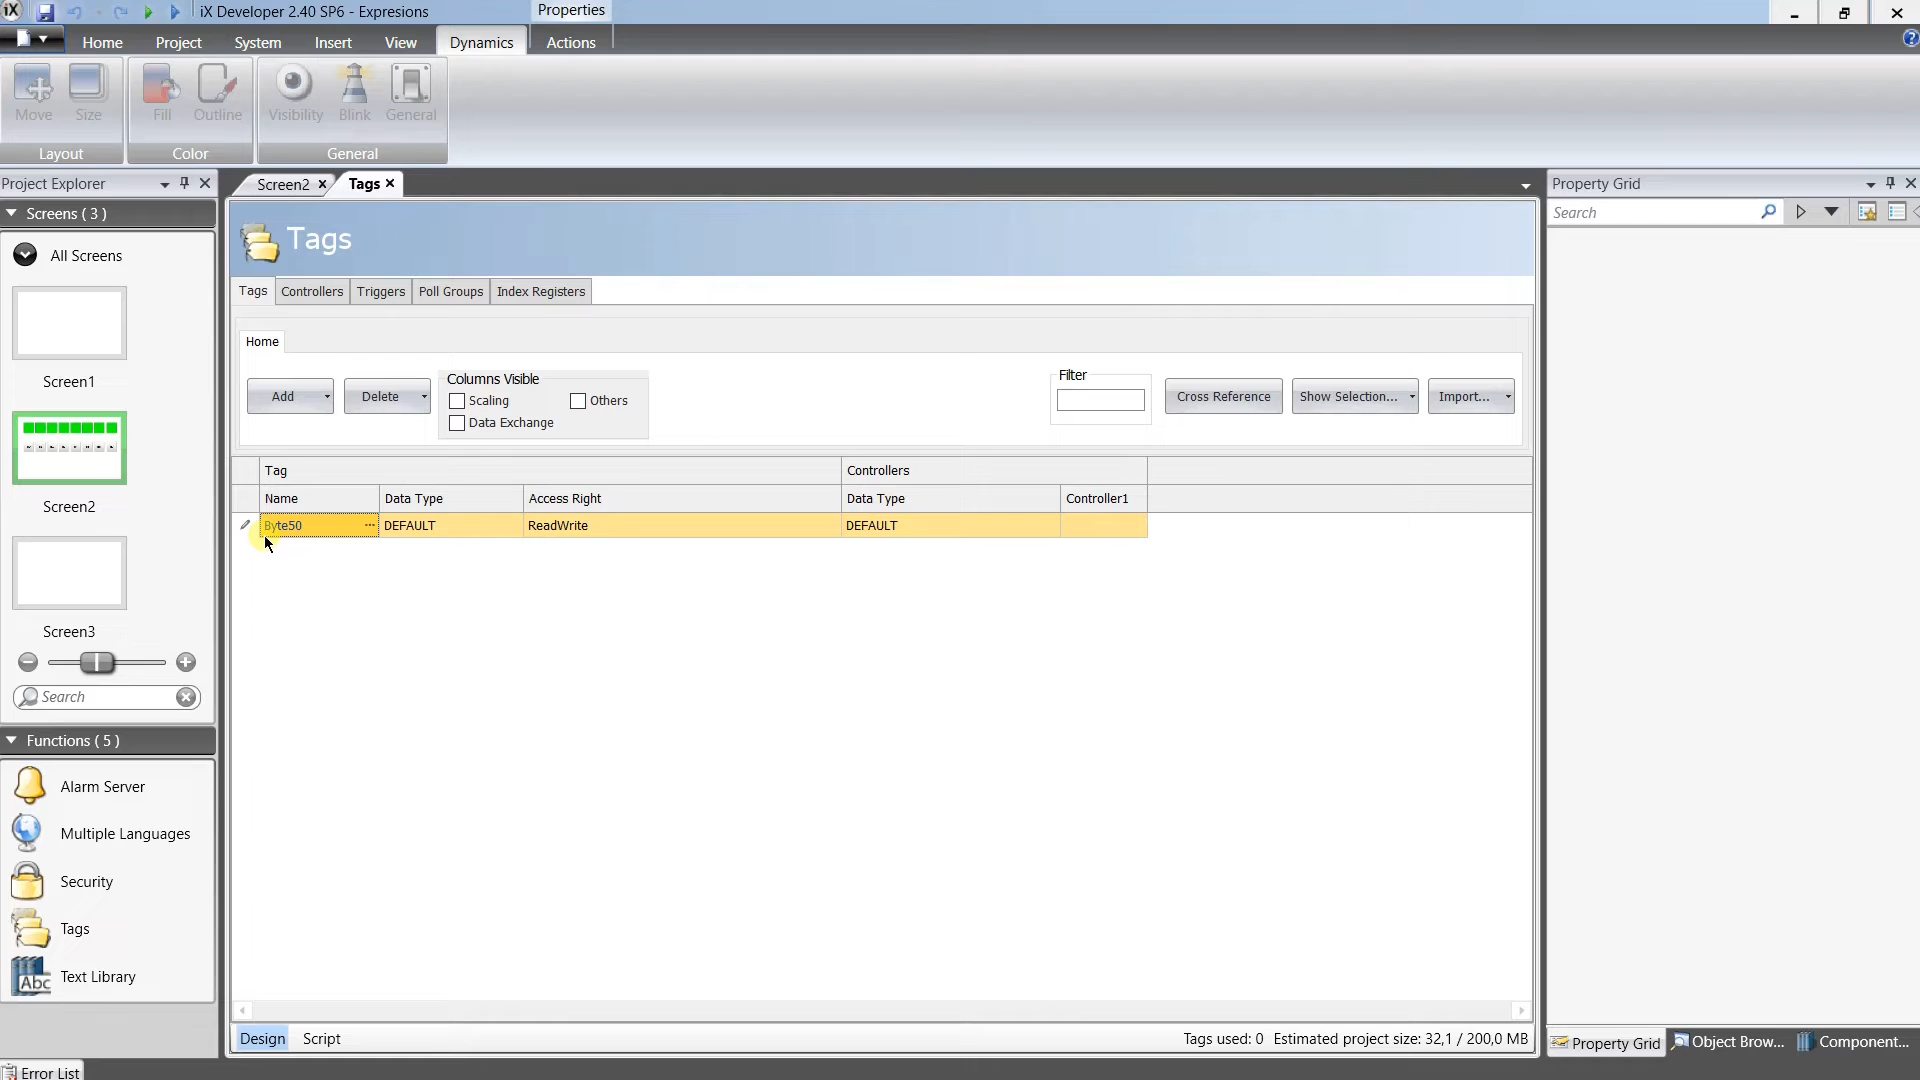 iX Developer 2.40 SP6 - Expresions
Properties
Home Project System Insert View Dynamics Actions
Move Size Fill Outline Visibility Blink General
Layout Color General
Project Explorer
Screen2 Tags
Property Grid
Screens ( 3 )
Search
All Screens
Tags
Tags Controllers Triggers Poll Groups Index Registers
Home
Screen1
Add Delete
Columns Visible
Scaling Others
Data Exchange
Filter
Cross Reference Show Selection... Import...
Tag Controllers
Name Data Type Access Right Data Type Controller1
Byte50 ... DEFAULT ReadWrite DEFAULT
Screen2
Screen3
Search
Functions ( 5 )
Alarm Server
Multiple Languages
Security
Tags
Abc Text Library
Design Script
Tags used: 0 Estimated project size: 32,1 / 200,0 MB
Property Grid Object Brow... Component...
Error List